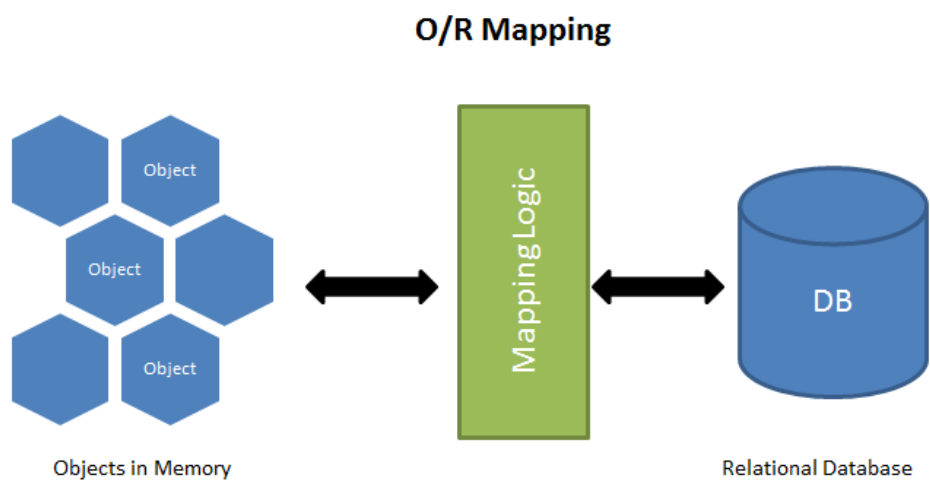 O/R Mapping
Object
Object
Object
Mapping Logic
DB
Objects in Memory
Relational Database